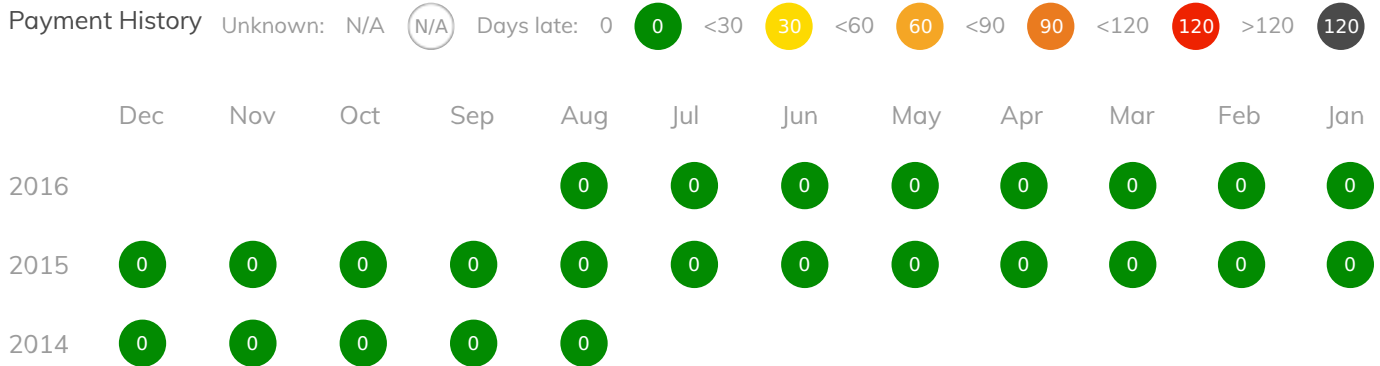 Payment History Unknown: N/A N/A Days late: 0 0 <30 30 <60 60 <90 90 <120 120 >120 120
Dec Nov Oct Sep Aug Jul Jun May Apr Mar Feb Jan
2016 0 0 0 0 0 0 0 0
2015 0 0 0 0 0 0 0 0 0 0 0 0
2014 0 0 0 0 0